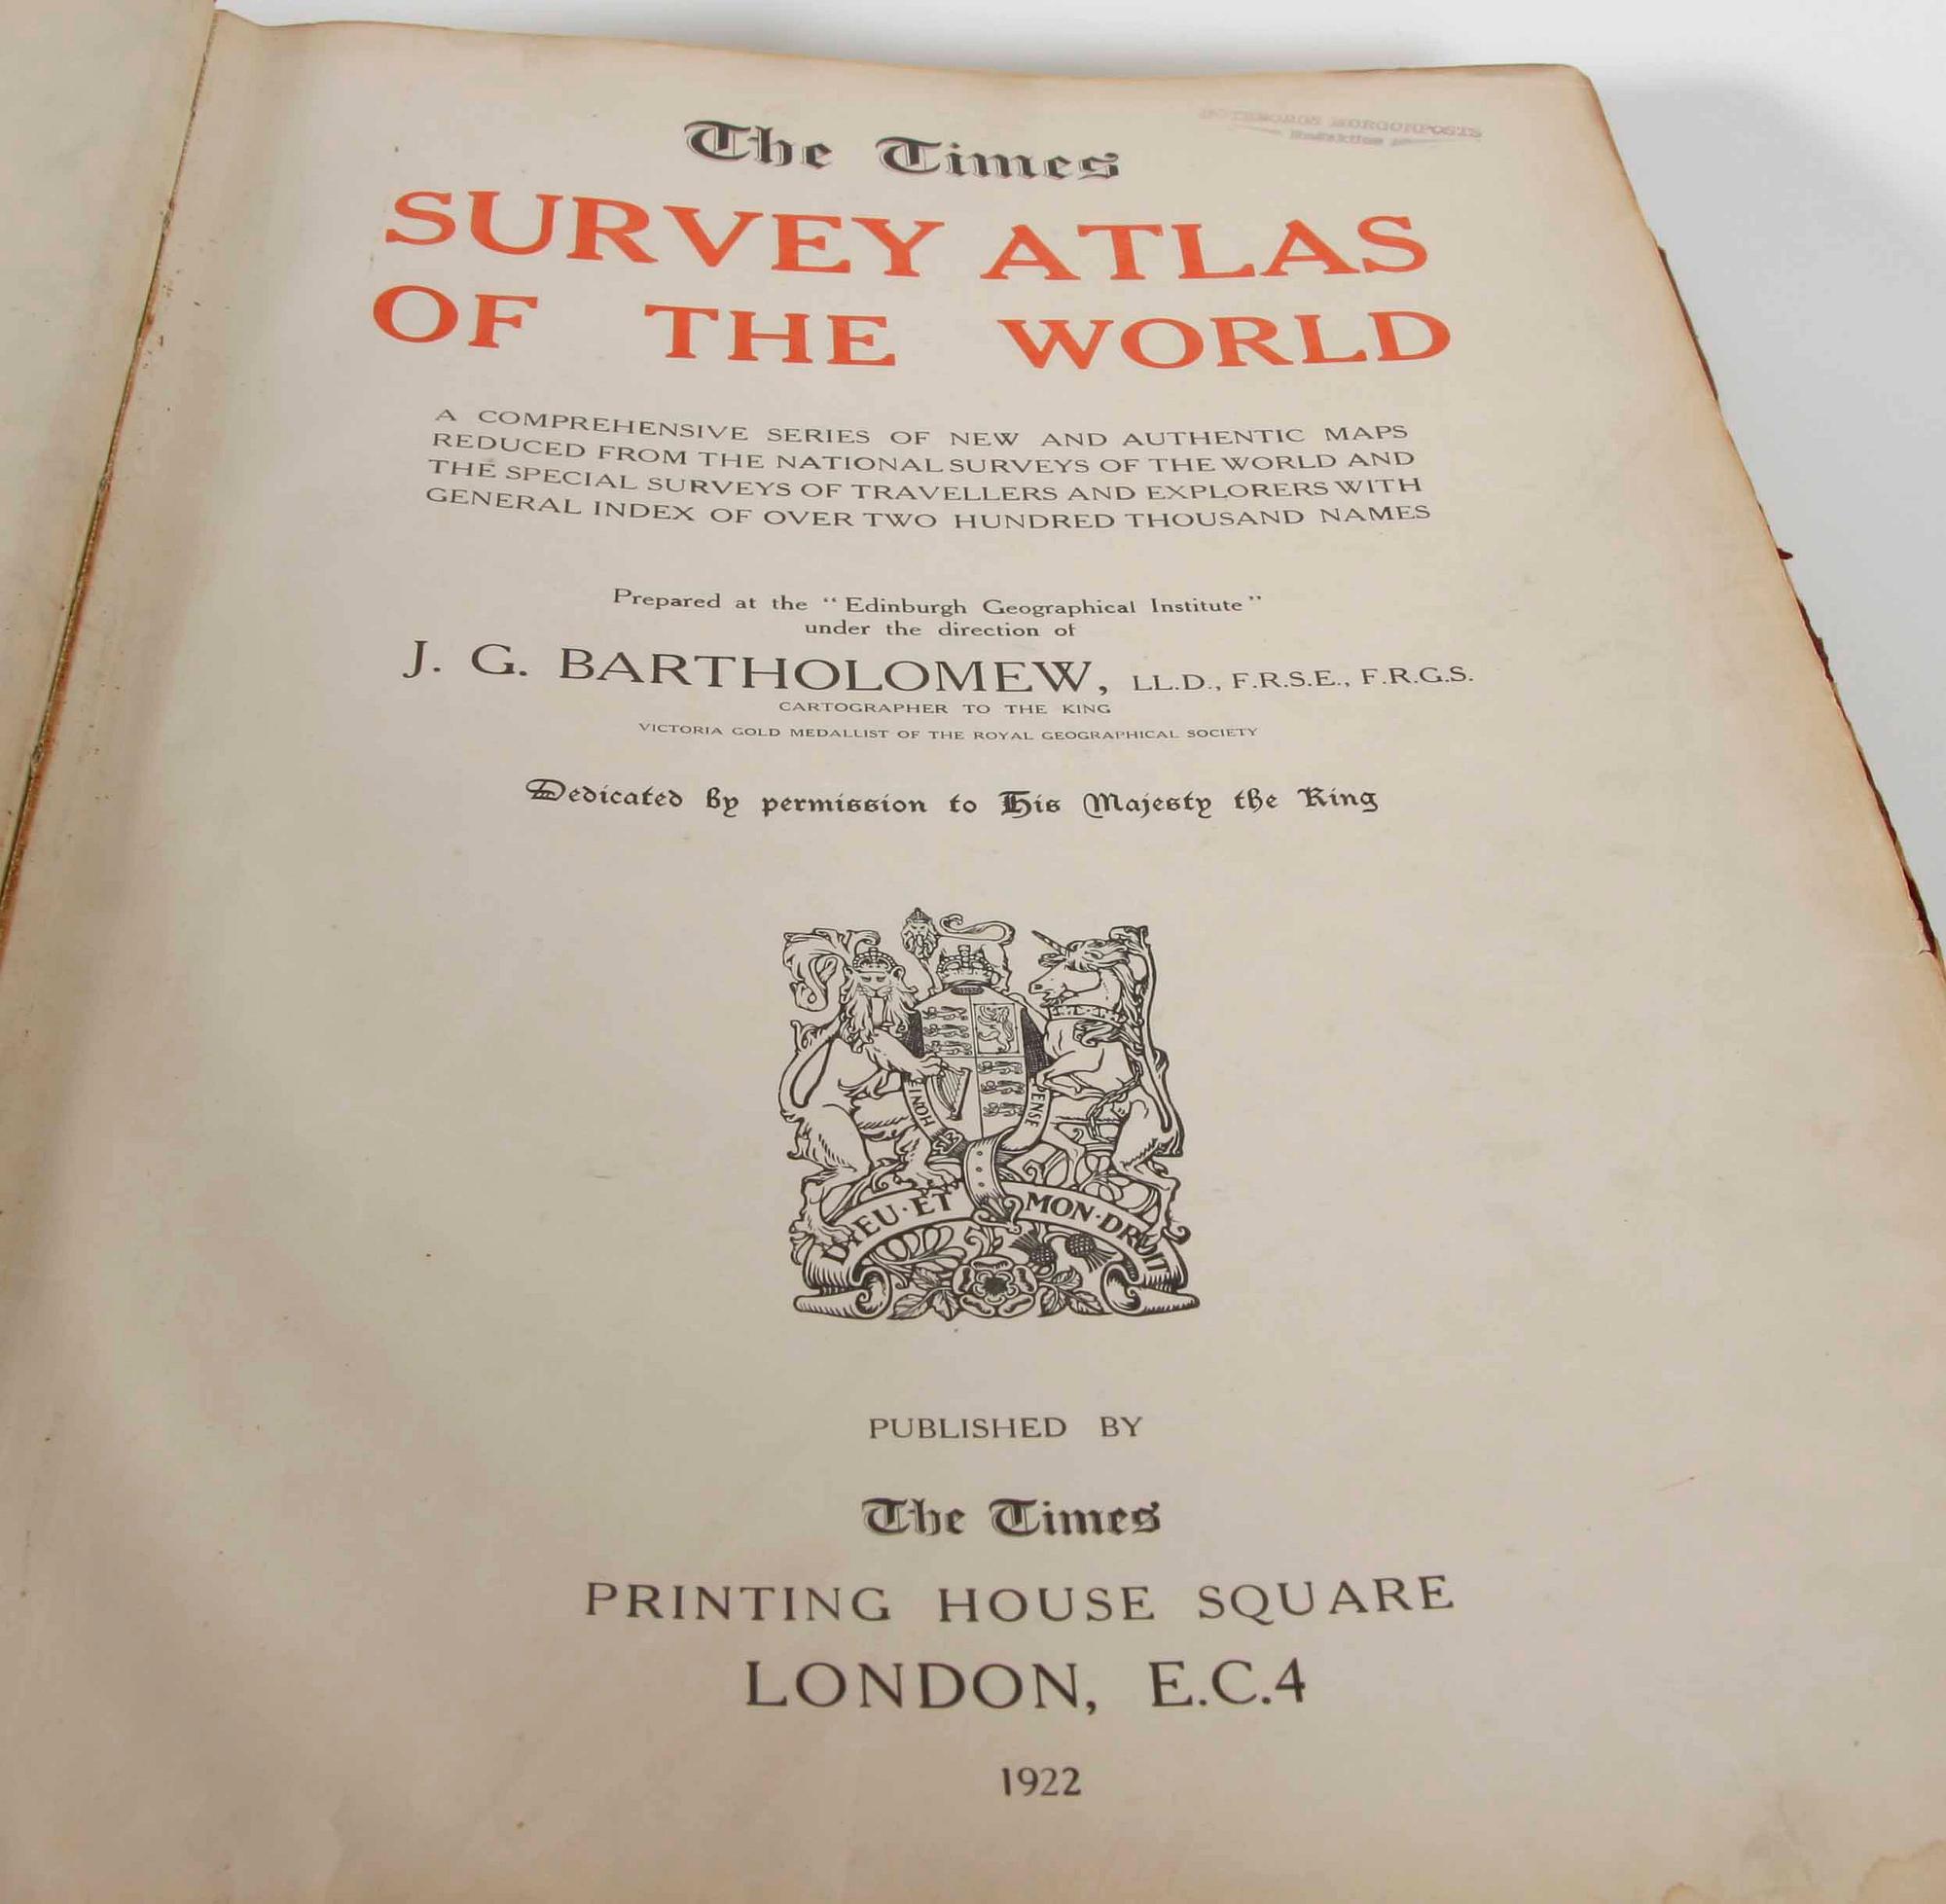 The Times
SURVEY ATLAS
OF THE WORLD
A COMPREHENSIVE SERIES OF NEW AND AUTHENTIC MAPS
REDUCED FROM THE NATIONAL SURVEYS OF THE WORLD AND
THE SPECIAL SURVEYS OF TRAVELLERS AND EXPLORERS WITH
GENERAL INDEX OF OVER TWO HUNDRED THOUSAND NAMES
Prepared at the “Edinburgh Geographical Institute”
under the direction of
J. G. BARTHOLOMEW, LL.D., F.R.S.E., F.R.G.S.
CARTOGRAPHER TO THE KING
VICTORIA GOLD MEDALLIST OF THE ROYAL GEOGRAPHICAL SOCIETY
Dedicated by permission to His Majesty the King
HONI PENSE
DIEU·ET MON·DROIT
PUBLISHED BY
The Times
PRINTING HOUSE SQUARE
LONDON, E.C.4
1922